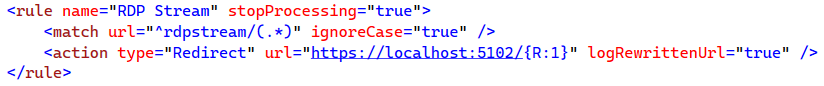 <rule name="RDP Stream" stopProcessing="true">
<match url="^rdpstream/(.*)" ignoreCase="true" />
<action type="Redirect" url="https://localhost:5102/{R:1}" logRewrittenUrl="true" />
</rule>